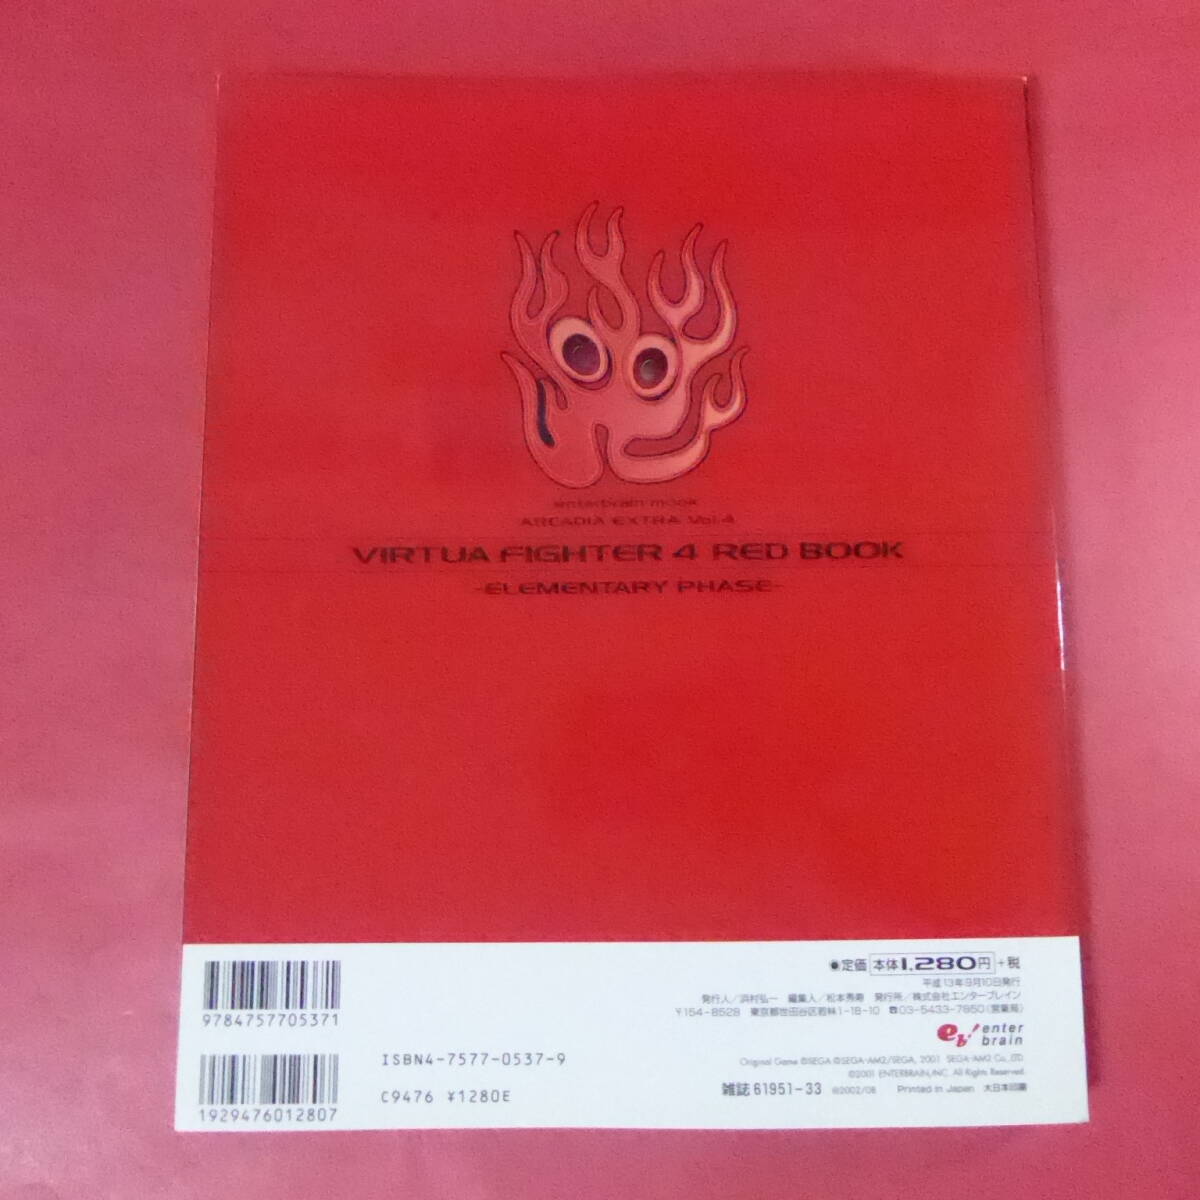 enterbrain mook
ARCADIA EXTRA Vol.4
VIRTUA FIGHTER 4 RED BOOK
-ELEMENTARY PHASE-
9784757705371
1929476012807
ISBN4-7577-0537-9
C9476 ¥1280E
●定価 本体1,280円 +税
平成13年9月10日発行
発行人/浜村弘一 編集人/松本秀寿 発行所/株式会社エンターブレイン
〒154-8528 東京都世田谷区若林1-18-10 ☎03-5433-7850(営業局)
eb! enter
brain
Original Game ©SEGA ©SEGA-AM2/SEGA, 2001 SEGA-AM2 Co., LTD.
©2001 ENTERBRAIN, INC. All Rights Reserved.
雑誌 61951-33 ©2002/08 Printed in Japan 大日本印刷